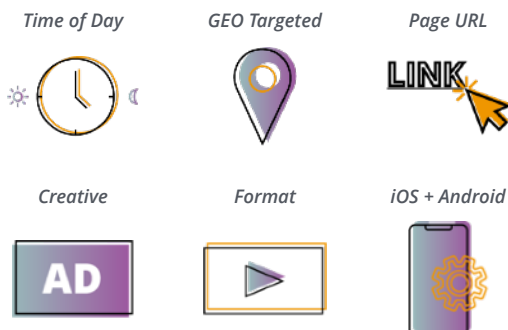 Time of Day
GEO Targeted
Page URL
LINK
Creative
Format
iOS + Android
AD